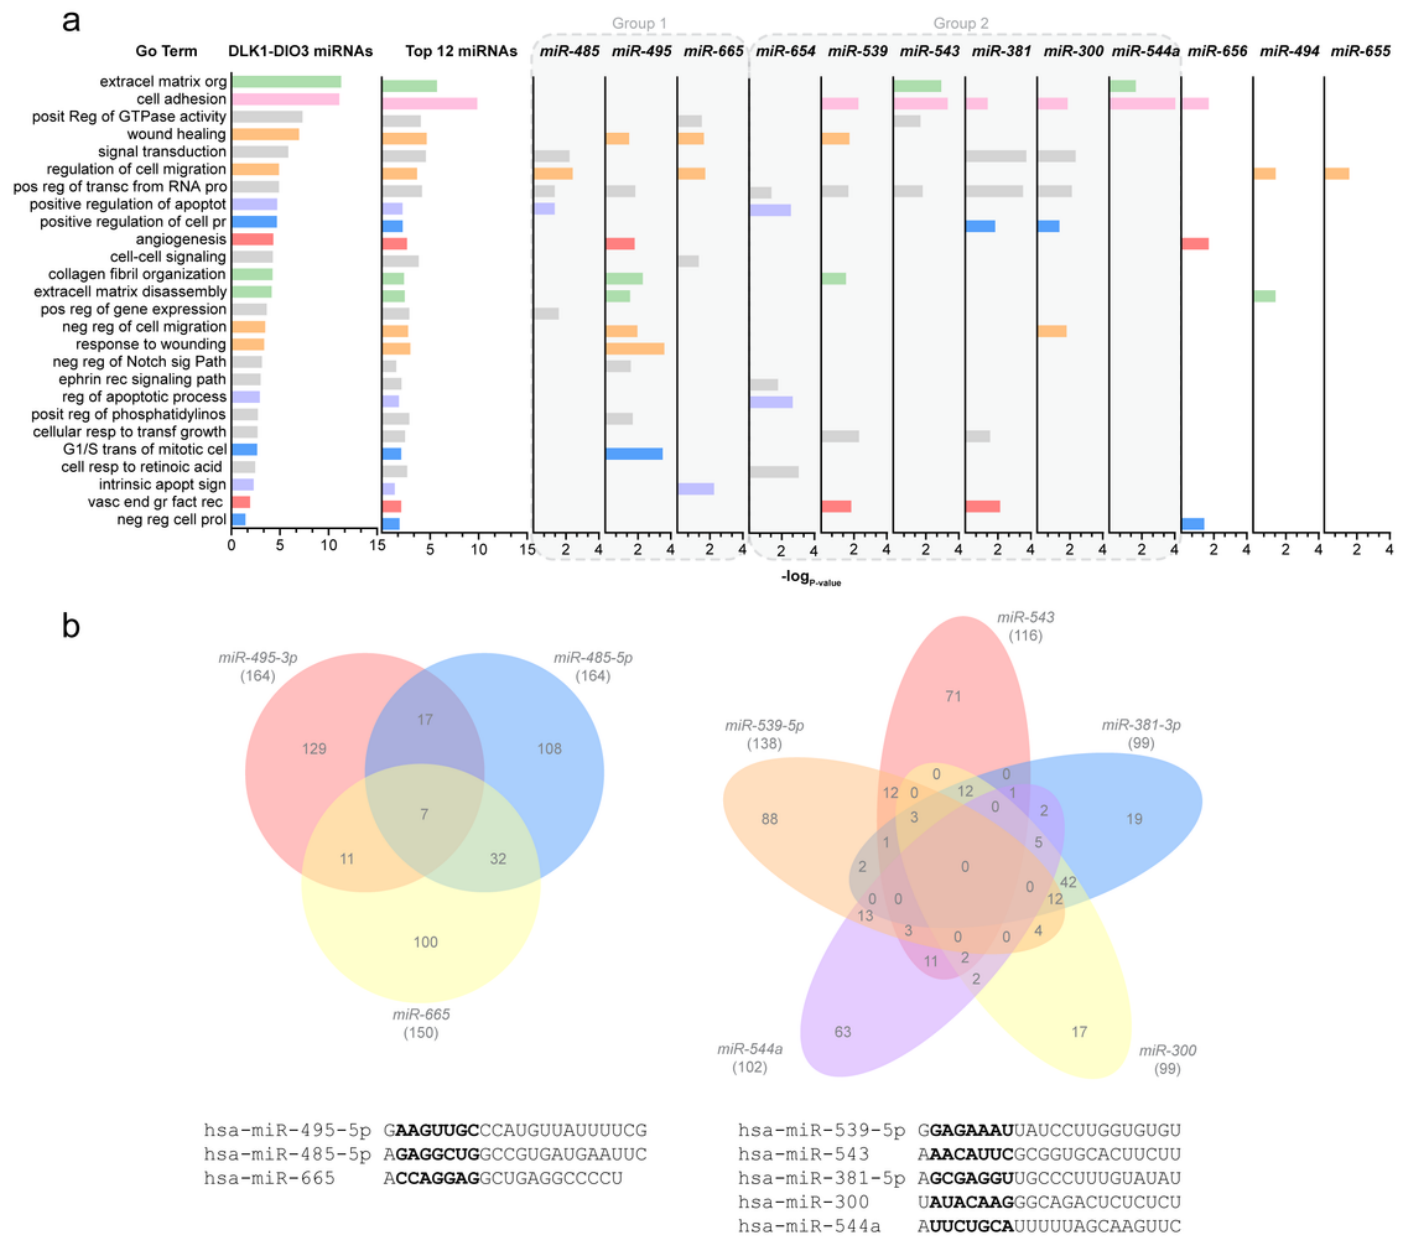 a
Group 1
Group 2
Go Term DLK1-DIO3 miRNAs Top 12 miRNAs miR-485 miR-495 miR-665 miR-654 miR-539 miR-543 miR-381 miR-300 miR-544a miR-656 miR-494 miR-655
extracel matrix org
cell adhesion
posit Reg of GTPase activity
wound healing
signal transduction
regulation of cell migration
pos reg of transc from RNA pro
positive regulation of apoptot
positive regulation of cell pr
angiogenesis
cell-cell signaling
collagen fibril organization
extracell matrix disassembly
pos reg of gene expression
neg reg of cell migration
response to wounding
neg reg of Notch sig Path
ephrin rec signaling path
reg of apoptotic process
posit reg of phosphatidylinos
cellular resp to transf growth
G1/S trans of mitotic cel
cell resp to retinoic acid
intrinsic apopt sign
vasc end gr fact rec
neg reg cell prol
0 5 10 15 5 10 15 2 4 2 4 2 4 2 4 2 4 2 4 2 4 2 4 2 4 2 4 2 4 2 4
-logP-value
b
miR-495-3p
(164)
miR-485-5p
(164)
17
129
108
7
11
32
100
miR-665
(150)
miR-543
(116)
71
miR-539-5p
(138)
miR-381-3p
(99)
0 0
12 0 12 1
0 2
3
88
19
1 5
2 0
0 42
0 0 12
13
3 0 0 4
11 2
2
63
17
miR-544a
(102)
miR-300
(99)
hsa-miR-495-5p GAAGUUGCCCAUGUUAUUUUCG
hsa-miR-485-5p AGAGGCUGGCCGUGAUGAAUUC
hsa-miR-665 ACCAGGAGGCUGAGGCCCCU
hsa-miR-539-5p GGAGAAAUUAUCCUUGGUGUGU
hsa-miR-543 AAACAUUCGCGGUGCACUUCUU
hsa-miR-381-5p AGCGAGGUUGCCCUUUGUAUAU
hsa-miR-300 UAUACAAGGGCAGACUCUCUCU
hsa-miR-544a AUUCUGCAUUUUUAGCAAGUUC